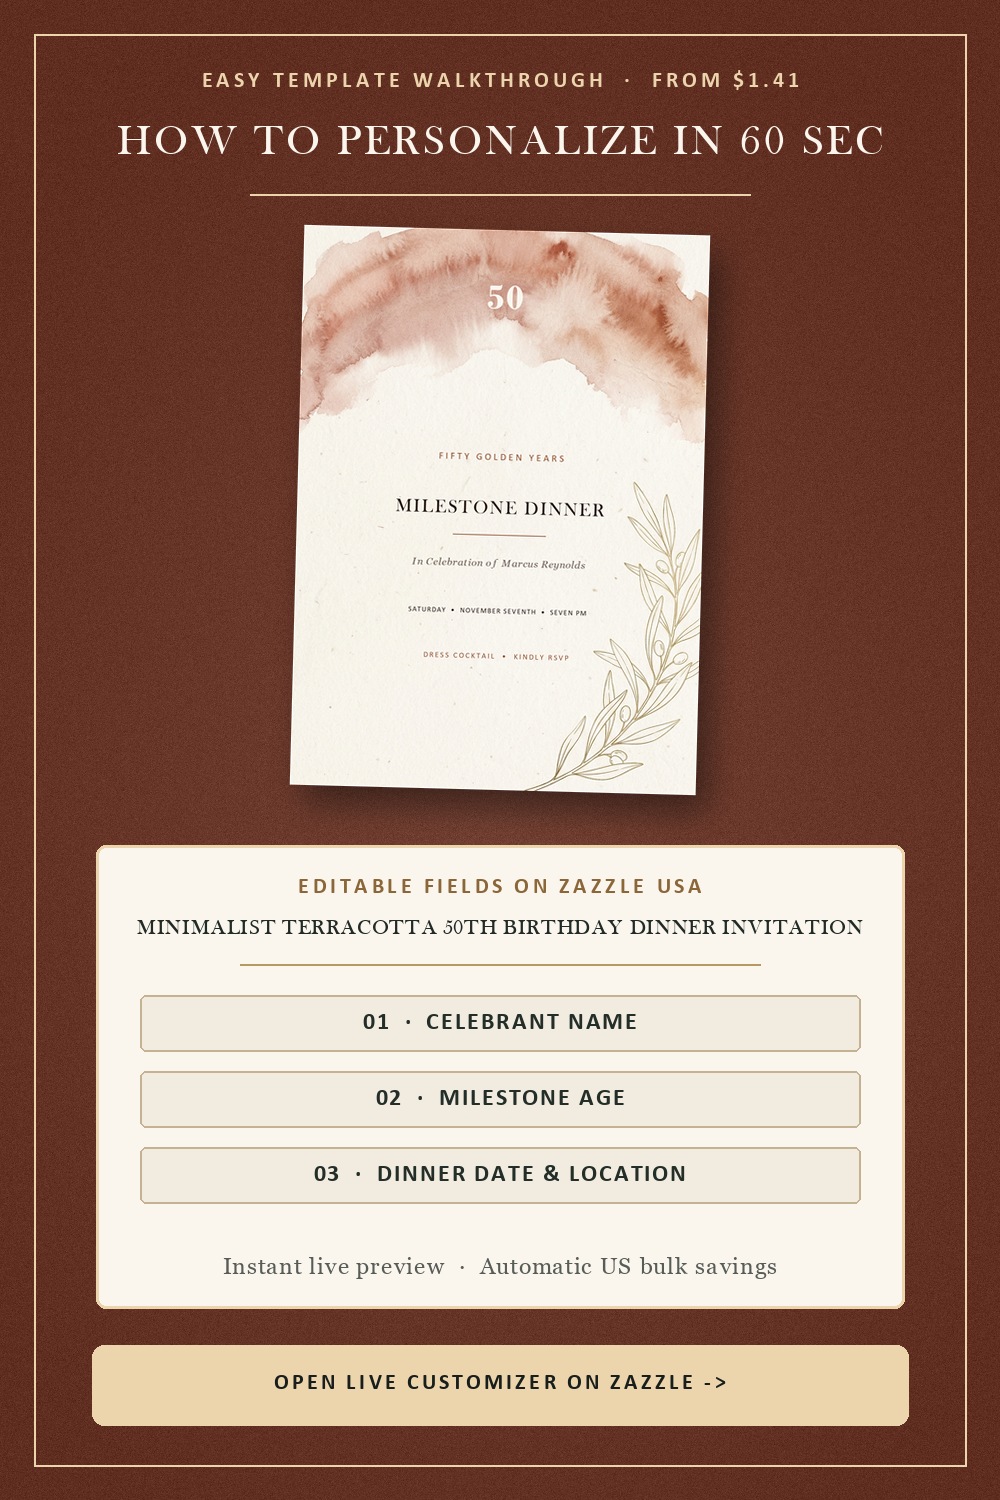 EASY TEMPLATE WALKTHROUGH · FROM $1.41
HOW TO PERSONALIZE IN 60 SEC
50
FIFTY GOLDEN YEARS
MILESTONE DINNER
In Celebration of Marcus Reynolds
SATURDAY • NOVEMBER SEVENTH • SEVEN PM
DRESS COCKTAIL • KINDLY RSVP
EDITABLE FIELDS ON ZAZZLE USA
MINIMALIST TERRACOTTA 50TH BIRTHDAY DINNER INVITATION
01 · CELEBRANT NAME
02 · MILESTONE AGE
03 · DINNER DATE & LOCATION
Instant live preview · Automatic US bulk savings
OPEN LIVE CUSTOMIZER ON ZAZZLE ->